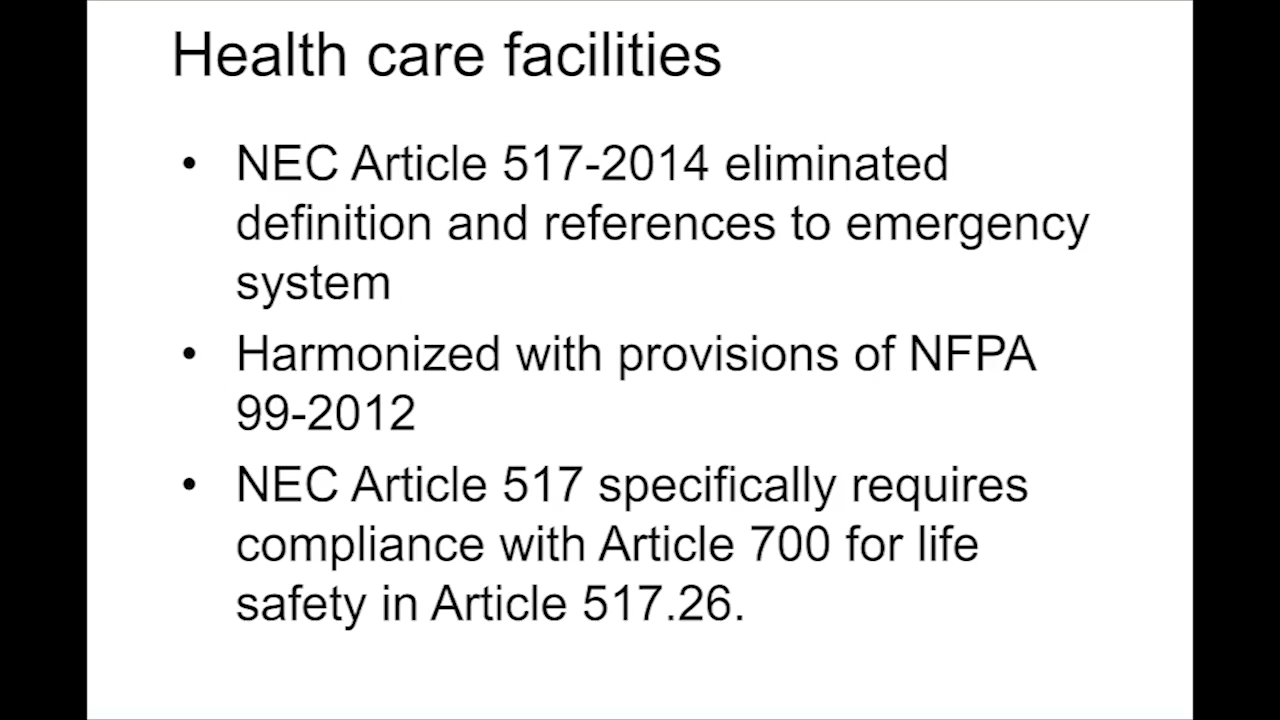 Health care facilities
• NEC Article 517-2014 eliminated
definition and references to emergency
system
• Harmonized with provisions of NFPA
99-2012
• NEC Article 517 specifically requires
compliance with Article 700 for life
safety in Article 517.26.